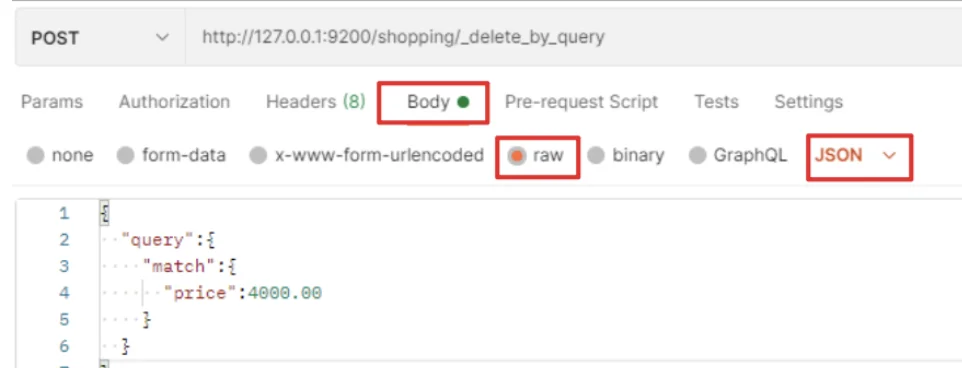 POST http://127.0.0.1:9200/shopping/_delete_by_query
Params Authorization Headers (8) Body Pre-request Script Tests Settings
none form-data x-www-form-urlencoded raw binary GraphQL JSON
1 {
2 "query":{
3 "match":{
4 "price":4000.00
5 }
6 }